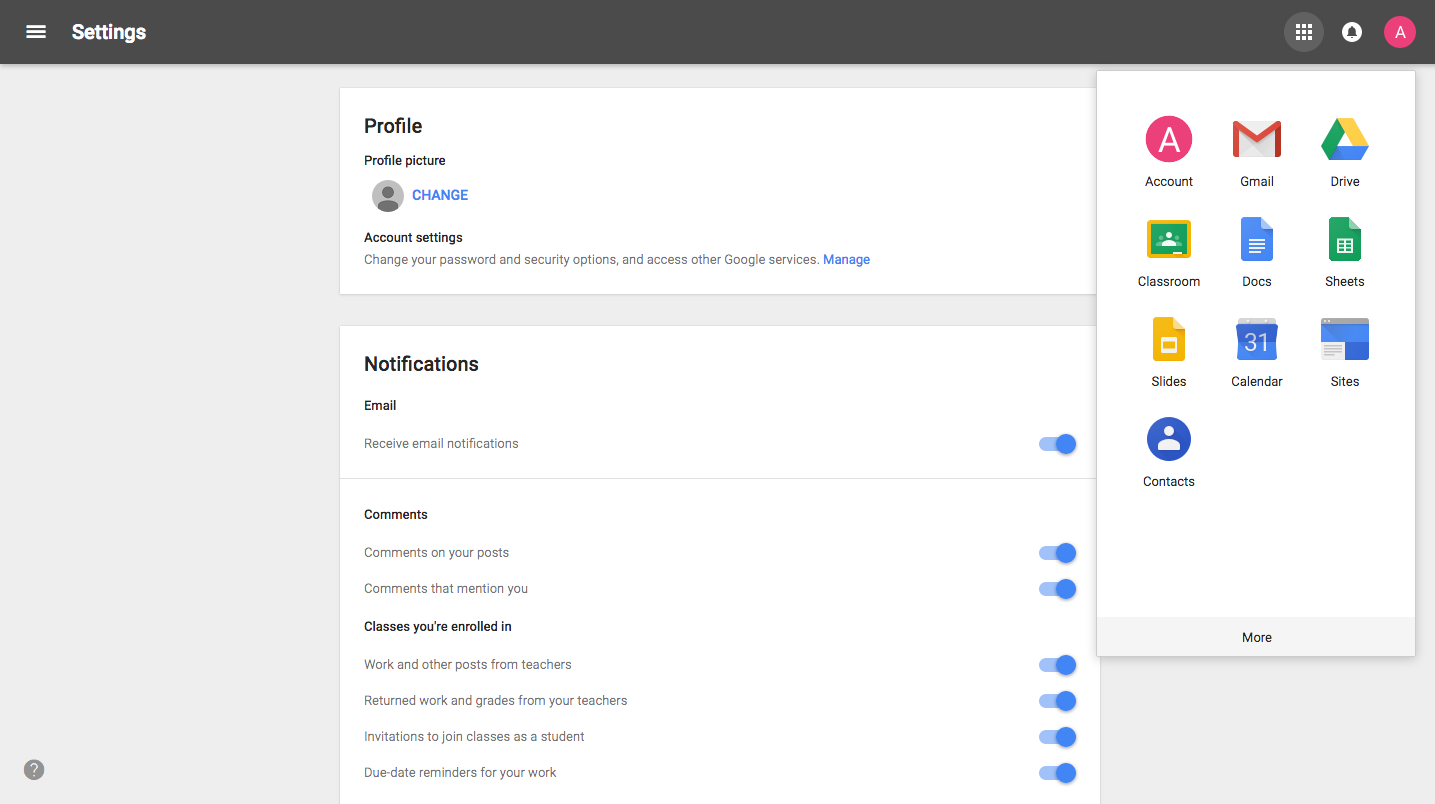 Settings
A
Profile
Profile picture
CHANGE
Account settings
Change your password and security options, and access other Google services. Manage
Notifications
Email
Receive email notifications
Comments
Comments on your posts
Comments that mention you
Classes you're enrolled in
Work and other posts from teachers
Returned work and grades from your teachers
Invitations to join classes as a student
Due-date reminders for your work
?
A
Account Gmail Drive
Classroom Docs Sheets
31
Slides Calendar Sites
Contacts
More